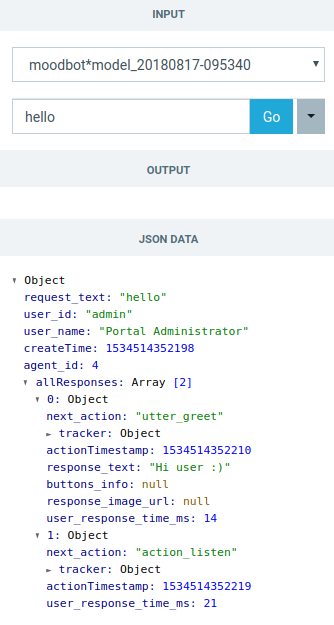 INPUT
moodbot*model_20180817-095340
hello
Go
OUTPUT
JSON DATA
Object
request_text: "hello"
user_id: "admin"
user_name: "Portal Administrator"
createTime: 1534514352198
agent_id: 4
allResponses: Array [2]
0: Object
next_action: "utter_greet"
tracker: Object
actionTimestamp: 1534514352210
response_text: "Hi user :)"
buttons_info: null
response_image_url: null
user_response_time_ms: 14
1: Object
next_action: "action_listen"
tracker: Object
actionTimestamp: 1534514352219
user_response_time_ms: 21